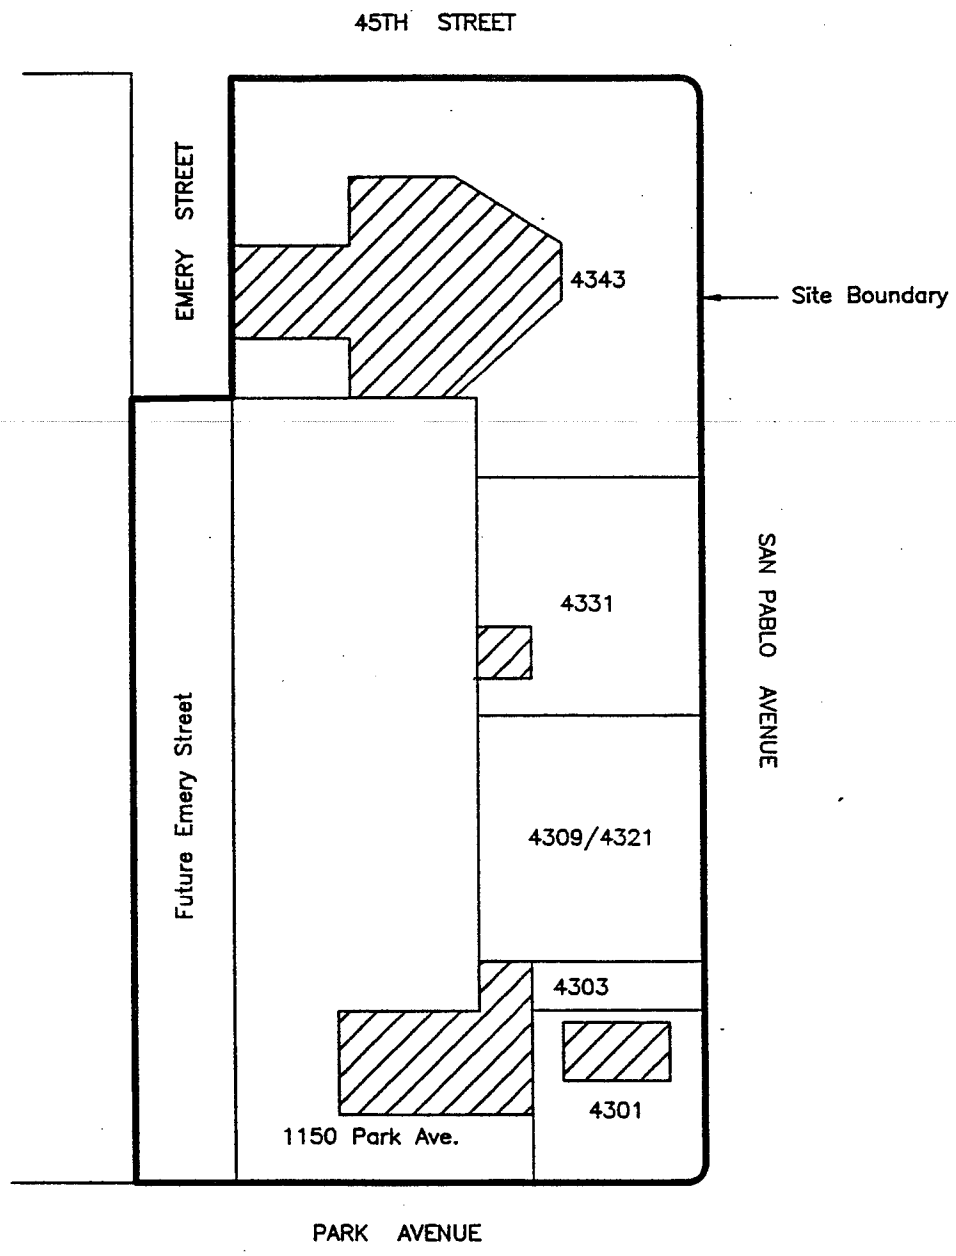 45TH STREET
EMERY STREET
4343
Site Boundary
4331
SAN PABLO AVENUE
Future Emery Street
4309/4321
4303
4301
1150 Park Ave.
PARK AVENUE